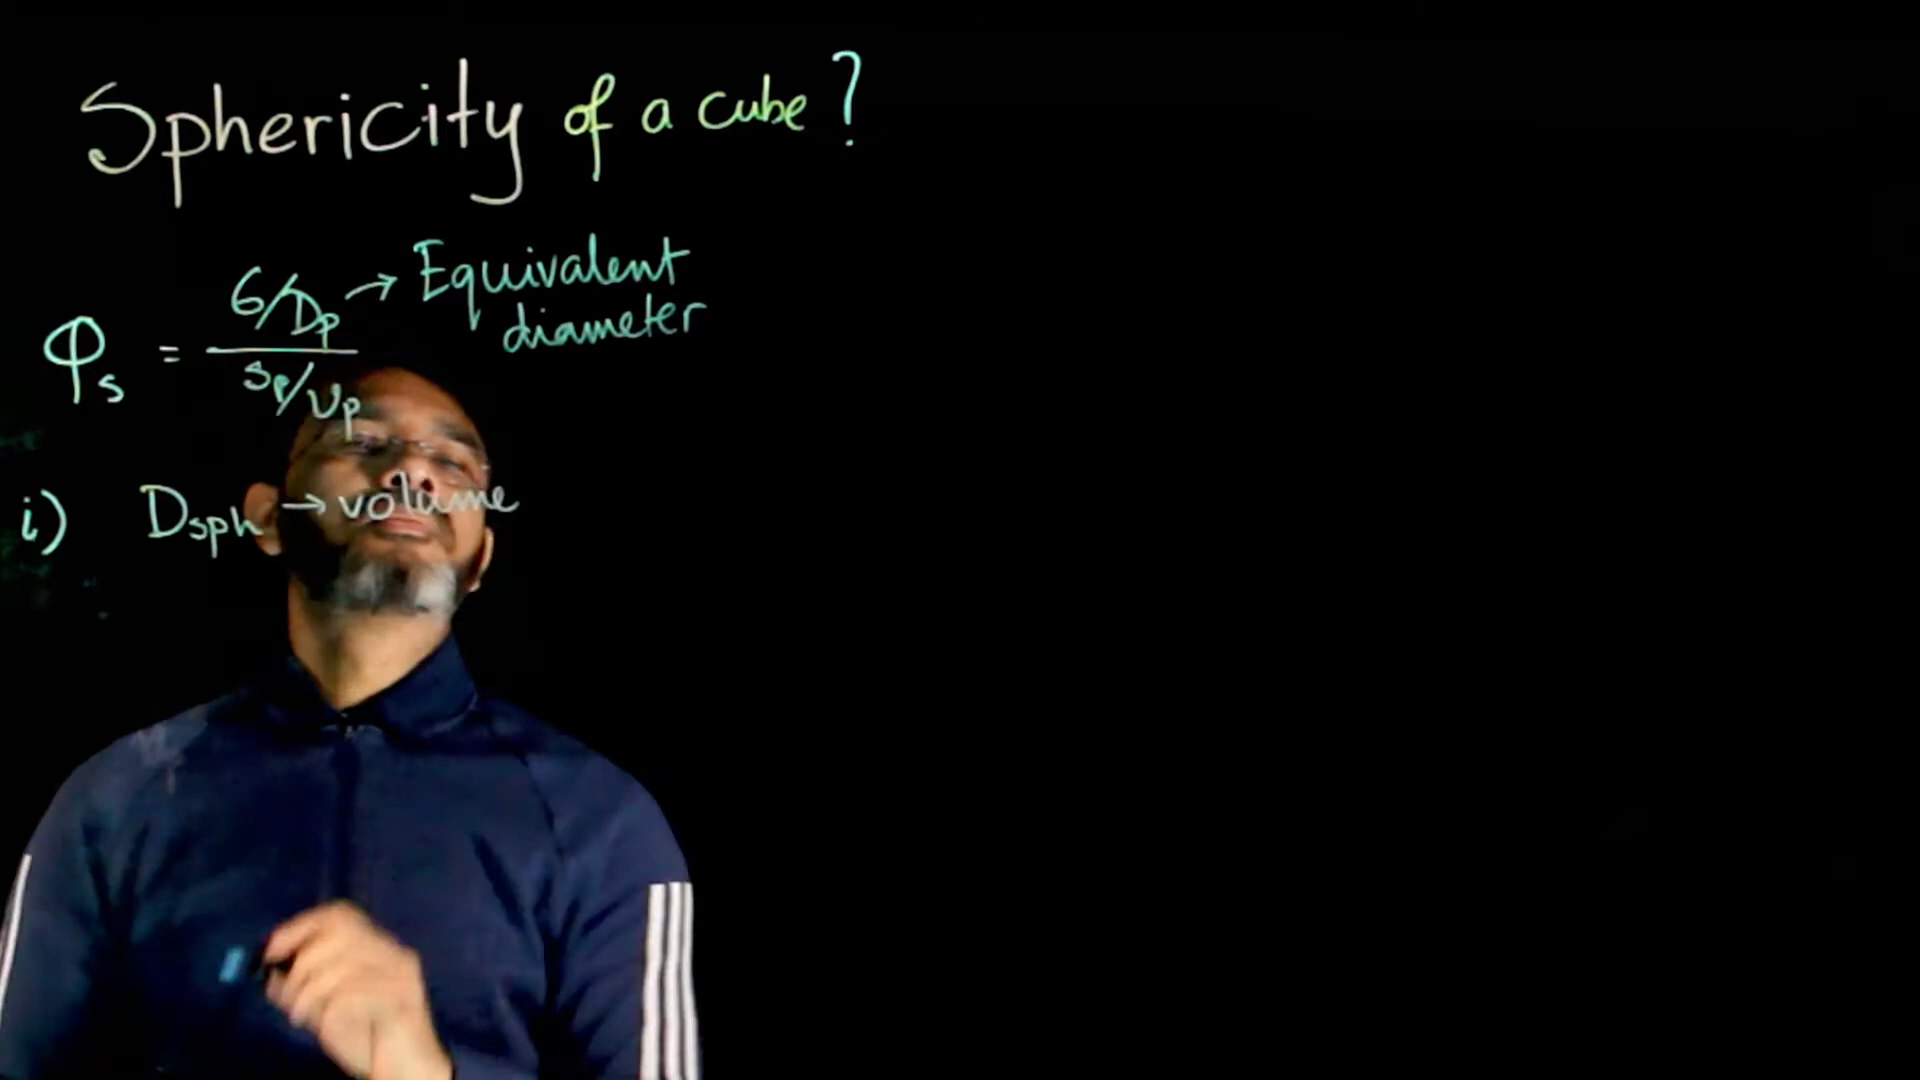 Sphericity of a cube?
φs = 6/Dp → Equivalent
diameter
Sp/Vp
i) Dsph → volume